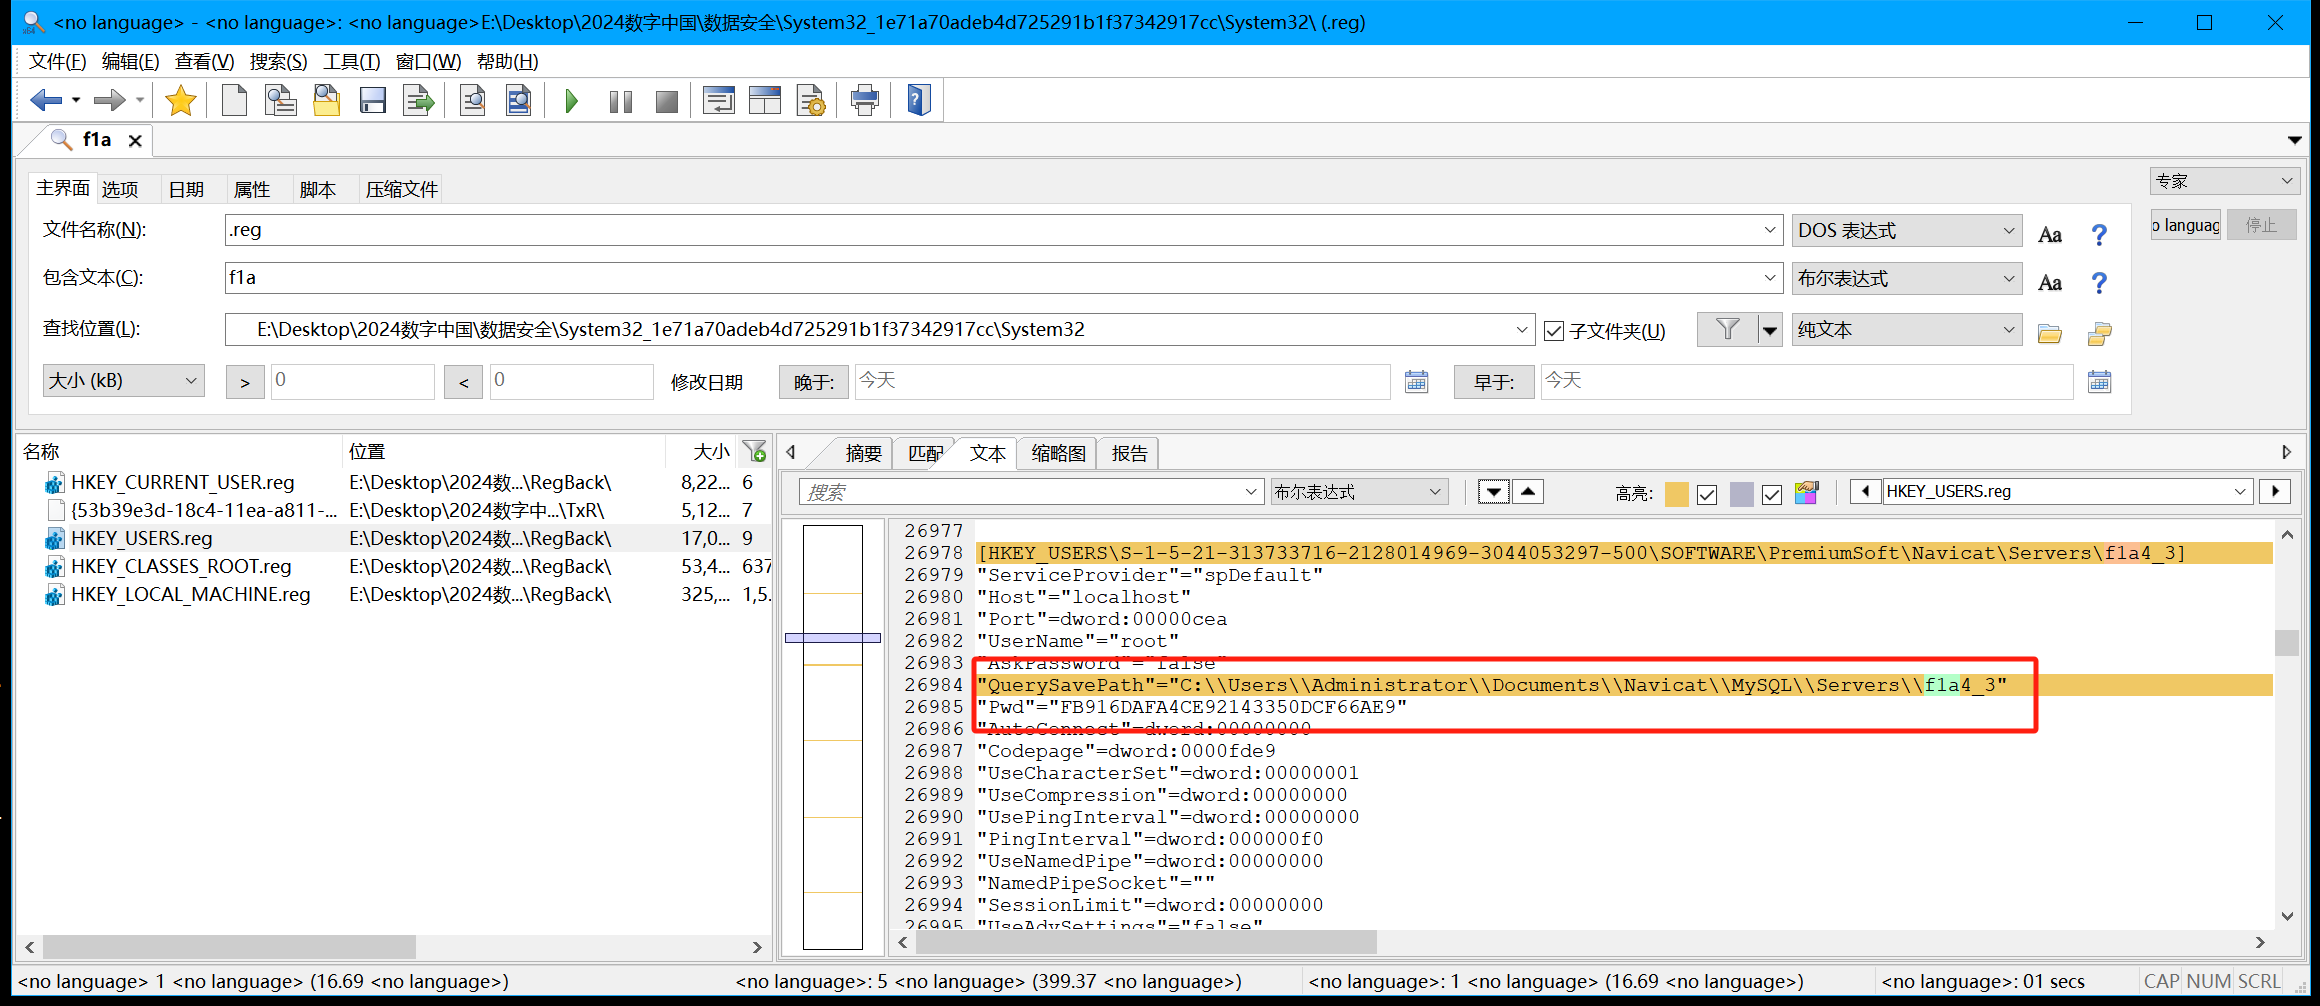 <no language> - <no language>: <no language>E:\Desktop\2024数字中国\数据安全\System32_1e71a70adeb4d725291b1f37342917cc\System32\ (.reg)
文件(F) 编辑(E) 查看(V) 搜索(S) 工具(T) 窗口(W) 帮助(H)
f1a
主界面 选项 日期 属性 脚本 压缩文件
专家
文件名称(N): .reg DOS 表达式 Aa ?
o languag 停止
包含文本(C): f1a 布尔表达式 Aa ?
查找位置(L): E:\Desktop\2024数字中国\数据安全\System32_1e71a70adeb4d725291b1f37342917cc\System32 子文件夹(U) 纯文本
大小 (kB) > 0 < 0 修改日期 晚于: 今天 早于: 今天
名称 位置 大小
HKEY_CURRENT_USER.reg E:\Desktop\2024数...\RegBack\ 8,22... 6
{53b39e3d-18c4-11ea-a811-... E:\Desktop\2024数字中...\TxR\ 5,12... 7
HKEY_USERS.reg E:\Desktop\2024数...\RegBack\ 17,0... 9
HKEY_CLASSES_ROOT.reg E:\Desktop\2024数...\RegBack\ 53,4... 637
HKEY_LOCAL_MACHINE.reg E:\Desktop\2024数...\RegBack\ 325,... 1,5.
摘要 匹配 文本 缩略图 报告
搜索 布尔表达式 高亮: HKEY_USERS.reg
26977
26978 [HKEY_USERS\S-1-5-21-313733716-2128014969-3044053297-500\SOFTWARE\PremiumSoft\Navicat\Servers\f1a4_3]
26979 "ServiceProvider"="spDefault"
26980 "Host"="localhost"
26981 "Port"=dword:00000cea
26982 "UserName"="root"
26983 "AskPassword"="false"
26984 "QuerySavePath"="C:\\Users\\Administrator\\Documents\\Navicat\\MySQL\\Servers\\f1a4_3"
26985 "Pwd"="FB916DAFA4CE92143350DCF66AE9"
26986 "AutoConnect"=dword:00000000
26987 "Codepage"=dword:0000fde9
26988 "UseCharacterSet"=dword:00000001
26989 "UseCompression"=dword:00000000
26990 "UsePingInterval"=dword:00000000
26991 "PingInterval"=dword:000000f0
26992 "UseNamedPipe"=dword:00000000
26993 "NamedPipeSocket"=""
26994 "SessionLimit"=dword:00000000
26995 "UseAdvSettings"="false"
<no language> 1 <no language> (16.69 <no language>) <no language>: 5 <no language> (399.37 <no language>) <no language>: 1 <no language> (16.69 <no language>) <no language>: 01 secs CAP NUM SCRL